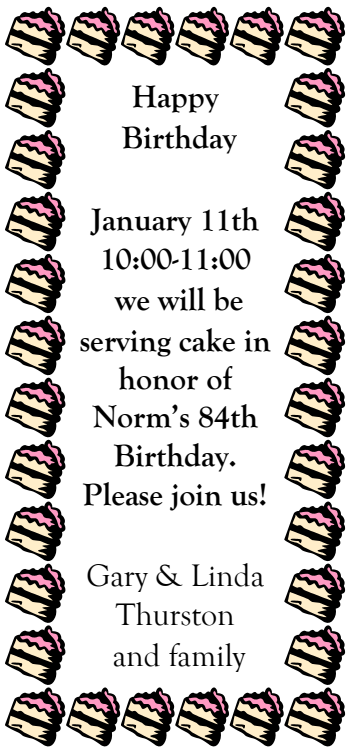 Happy
Birthday
January 11th
10:00-11:00
we will be
serving cake in
honor of
Norm's 84th
Birthday.
Please join us!
Gary & Linda
Thurston
and family